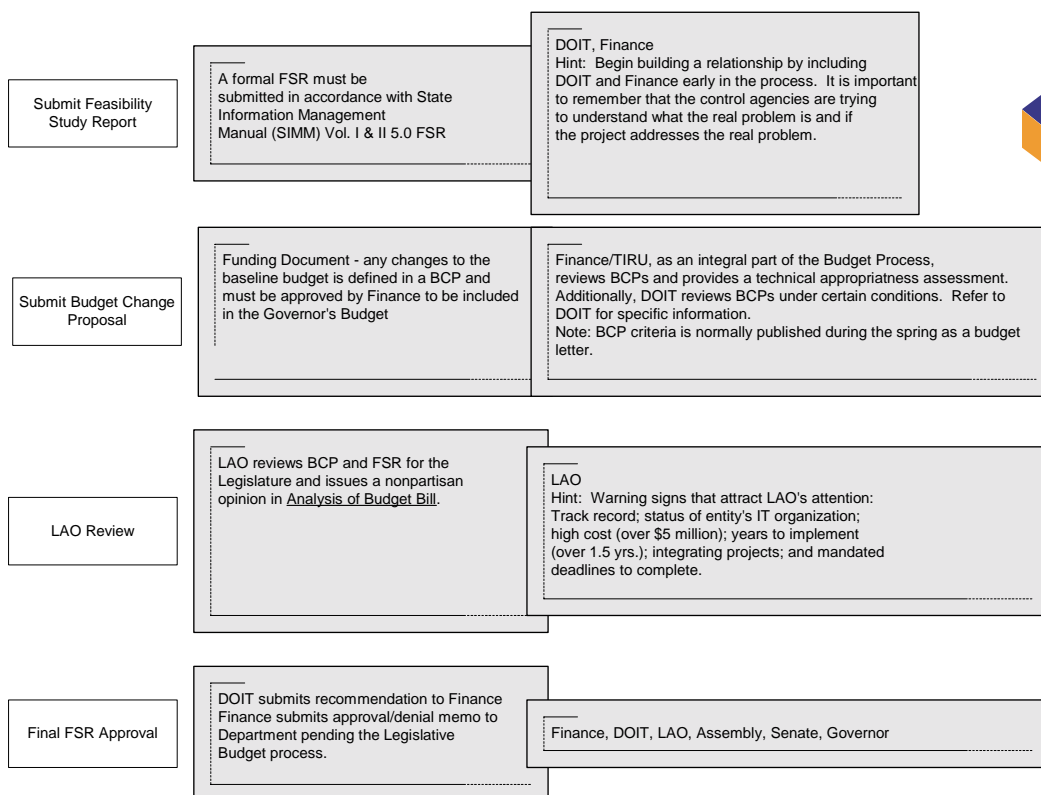 Submit Feasibility
Study Report
A formal FSR must be
submitted in accordance with State
Information Management
Manual (SIMM) Vol. I & II 5.0 FSR
DOIT, Finance
Hint:  Begin building a relationship by including
DOIT and Finance early in the process.  It is important
to remember that the control agencies are trying
to understand what the real problem is and if
the project addresses the real problem.
Submit Budget Change
Proposal
Funding Document - any changes to the
baseline budget is defined in a BCP and
must be approved by Finance to be included
in the Governor's Budget
Finance/TIRU, as an integral part of the Budget Process,
reviews BCPs and provides a technical appropriatness assessment.
Additionally, DOIT reviews BCPs under certain conditions.  Refer to
DOIT for specific information.
Note: BCP criteria is normally published during the spring as a budget
letter.
LAO Review
LAO reviews BCP and FSR for the
Legislature and issues a nonpartisan
opinion in Analysis of Budget Bill.
LAO
Hint:  Warning signs that attract LAO's attention:
Track record; status of entity's IT organization;
high cost (over $5 million); years to implement
(over 1.5 yrs.); integrating projects; and mandated
deadlines to complete.
Final FSR Approval
DOIT submits recommendation to Finance
Finance submits approval/denial memo to
Department pending the Legislative
Budget process.
Finance, DOIT, LAO, Assembly, Senate, Governor